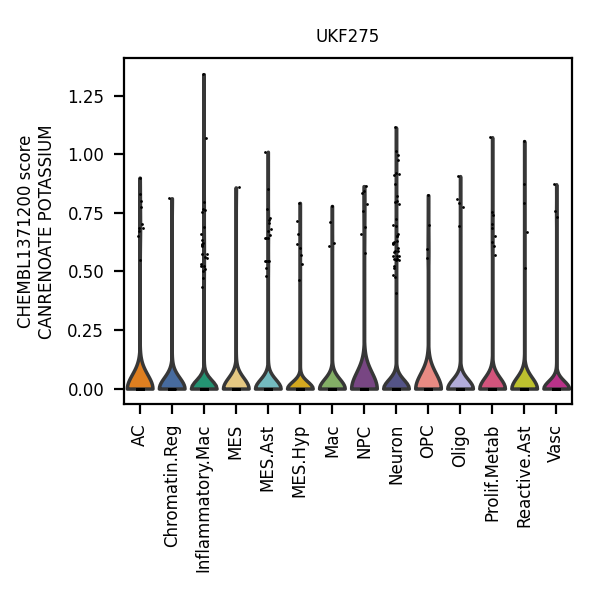 UKF275
CHEMBL1371200 score
CANRENOATE POTASSIUM
1.25
1.00
0.75
0.50
0.25
0.00
AC
Chromatin.Reg
Inflammatory.Mac
MES
MES.Ast
MES.Hyp
Mac
NPC
Neuron
OPC
Oligo
Prolif.Metab
Reactive.Ast
Vasc